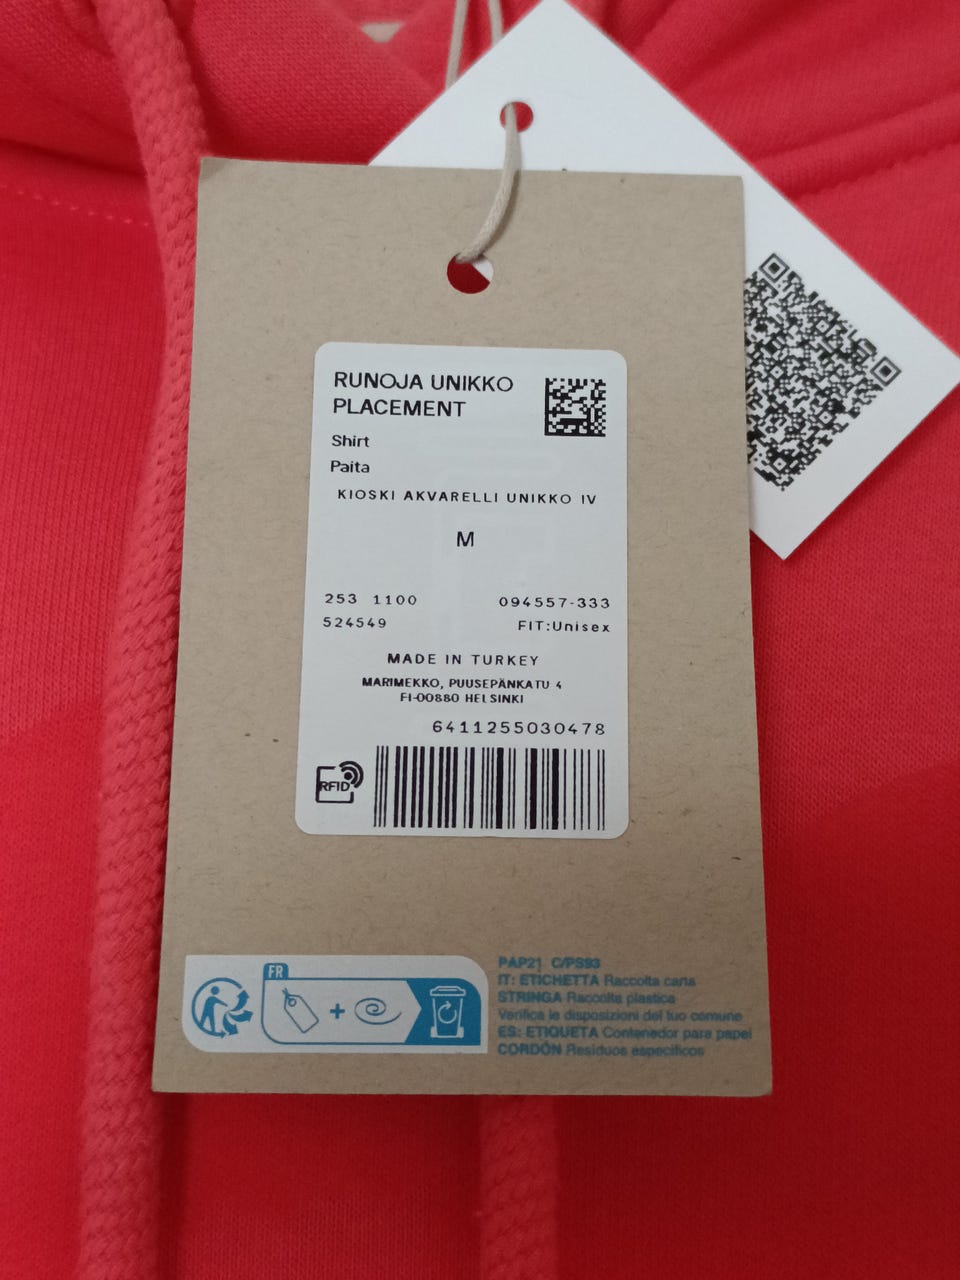 RUNOJA UNIKKO
PLACEMENT
Shirt
Paita
KIOSKI AKVARELLI UNIKKO IV
M
253 1100 094557-333
524549 FIT:Unisex
MADE IN TURKEY
MARIMEKKO, PUUSEPÄNKATU 4
FI-00880 HELSINKI
6411255030478
RFID
FR
PAP21 C/PS93
IT: ETICHETTA Raccolta carta
STRINGA Raccolta plastica
Verifica le disposizioni del tuo comune
ES: ETIQUETA Contenedor para papel
CORDÓN Residuos específicos